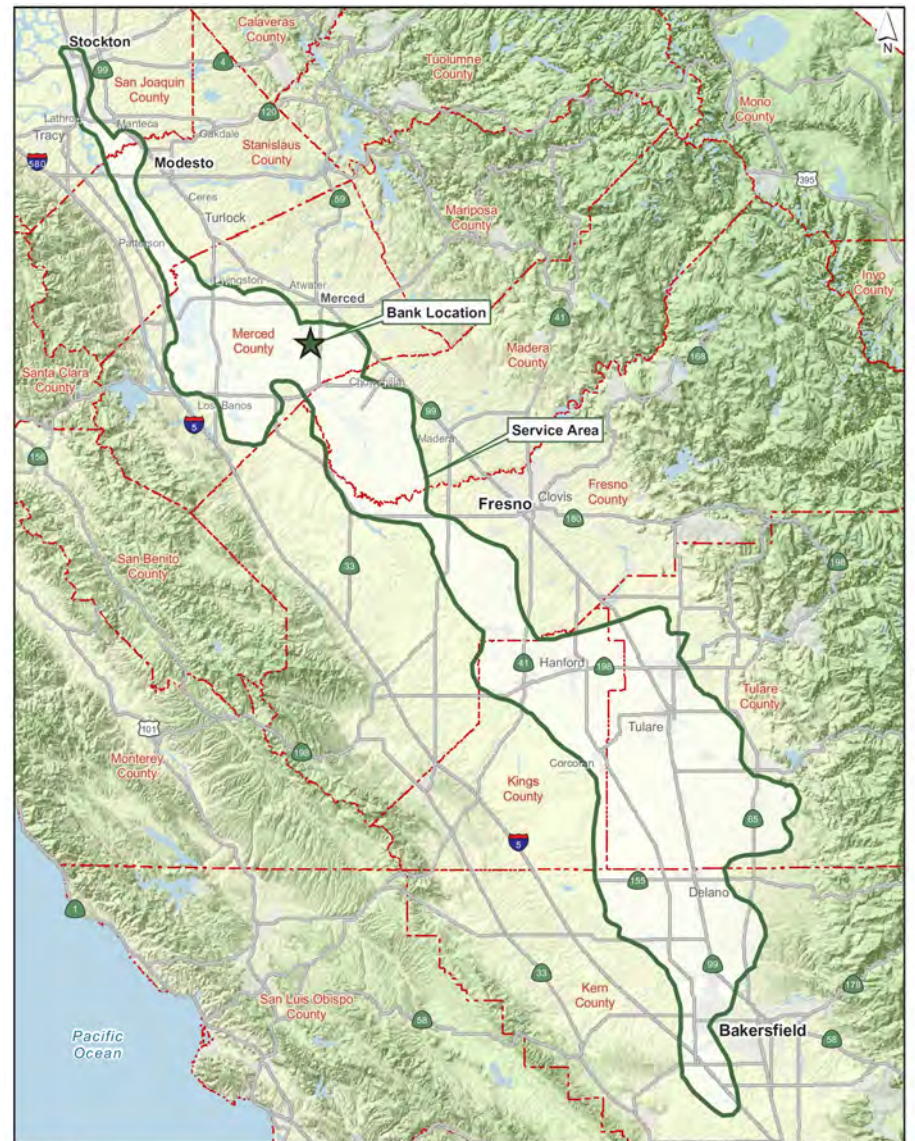 Calaveras
County
Stockton
N
99
4
San Joaquin
County
Tuolumne
County
Mono
County
120
Lathrop
Manteca
Tracy
Oakdale
Stanislaus
County
580
Modesto
395
Ceres
59
Turlock
Mariposa
County
Patterson
Inyo
County
Livingston
Atwater
Merced
Bank Location
41
Merced
County
Madera
County
168
Santa Clara
County
Chowchilla
Los Banos
99
5
Madera
Service Area
156
Fresno
Clovis
Fresno
County
180
San Benito
County
33
198
41
Hanford
198
Tulare
County
101
Tulare
198
Monterey
County
Corcoran
Kings
County
65
5
155
Delano
1
99
33
178
Kern
County
San Luis Obispo
County
58
Bakersfield
58
Pacific
Ocean